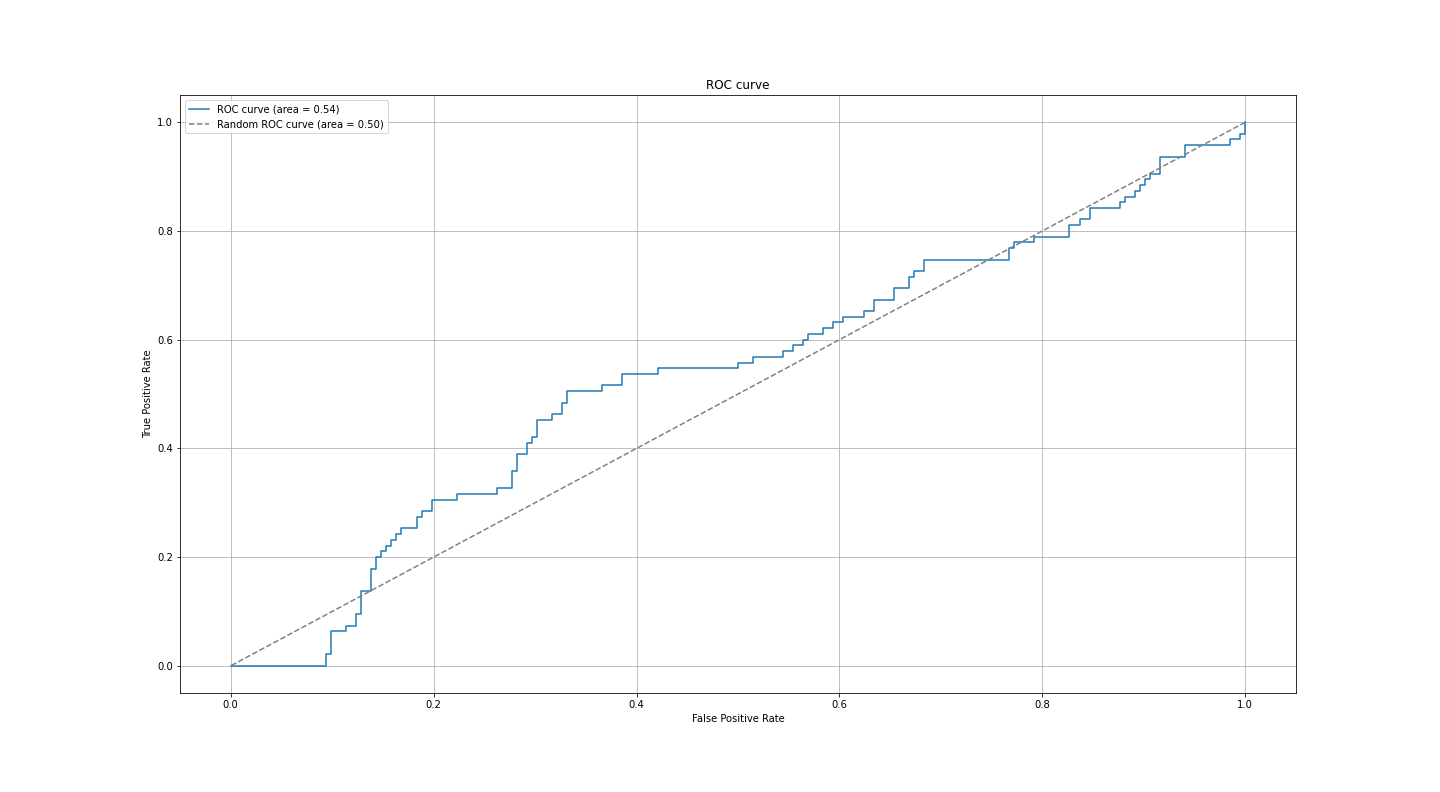 ROC curve
ROC curve (area = 0.54)
Random ROC curve (area = 0.50)
1.0
0.8
0.6
0.4
0.2
0.0
True Positive Rate
0.0 0.2 0.4 0.6 0.8 1.0
False Positive Rate